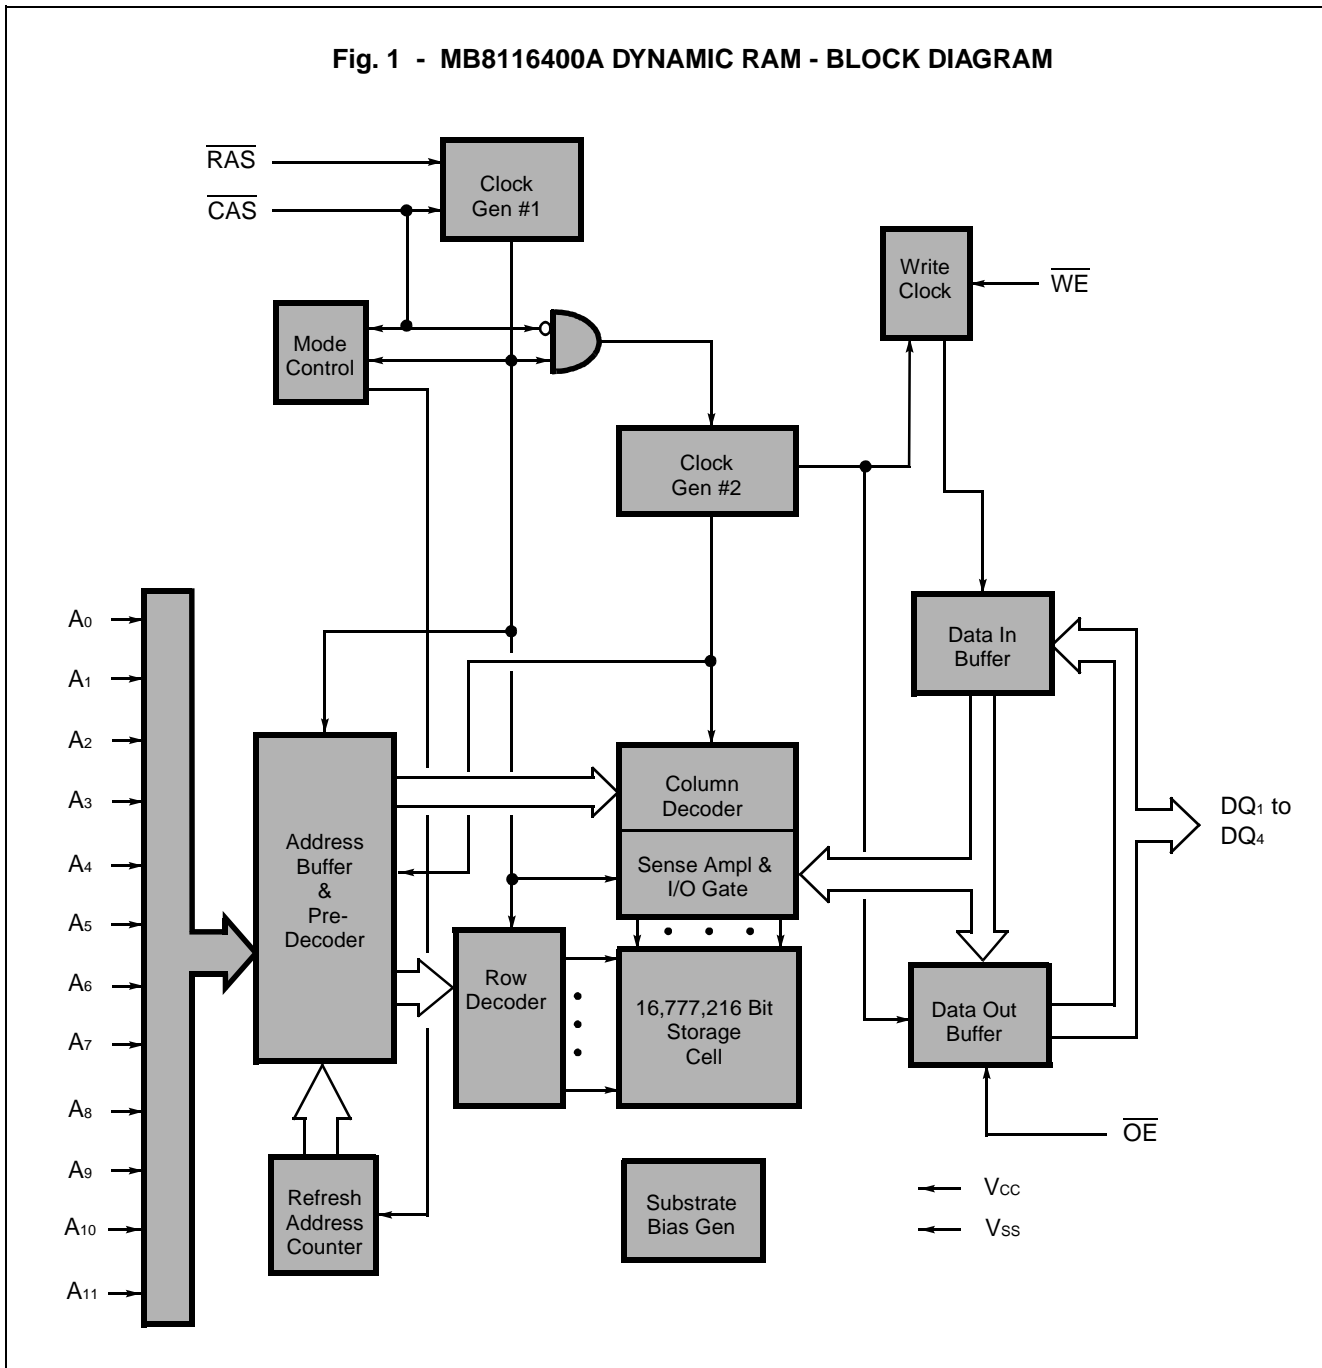 Fig. 1 - MB8116400A DYNAMIC RAM - BLOCK DIAGRAM
RAS
CAS
Clock
Gen #1
Write
Clock
WE
Mode
Control
Clock
Gen #2
A0
A1
A2
A3
A4
A5
A6
A7
A8
A9
A10
A11
Data In
Buffer
Address
Buffer
&
Pre-
Decoder
Column
Decoder
Sense Ampl &
I/O Gate
DQ1 to
DQ4
Row
Decoder
16,777,216 Bit
Storage
Cell
Data Out
Buffer
OE
Refresh
Address
Counter
Substrate
Bias Gen
VCC
VSS